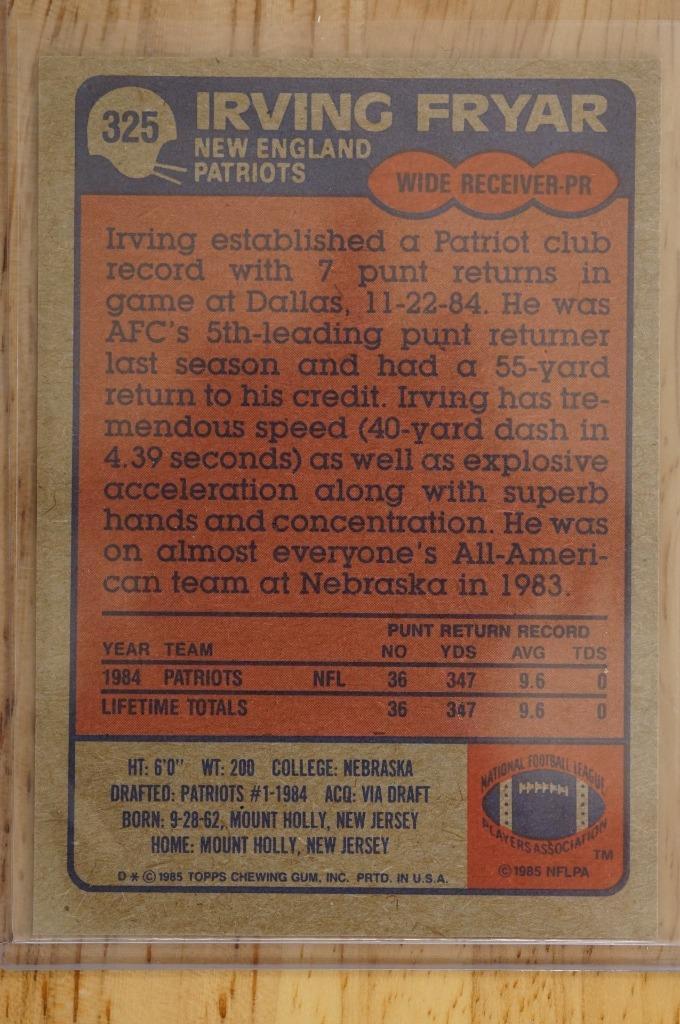 325
IRVING FRYAR
NEW ENGLAND
PATRIOTS
WIDE RECEIVER-PR
Irving established a Patriot club
record with 7 punt returns in
game at Dallas, 11-22-84. He was
AFC's 5th-leading punt returner
last season and had a 55-yard
return to his credit. Irving has tre-
mendous speed (40-yard dash in
4.39 seconds) as well as explosive
acceleration along with superb
hands and concentration. He was
on almost everyone's All-Ameri-
can team at Nebraska in 1983.
PUNT RETURN RECORD
YEAR TEAM NO YDS AVG TDS
1984 PATRIOTS NFL 36 347 9.6 0
LIFETIME TOTALS 36 347 9.6 0
HT: 6'0" WT: 200 COLLEGE: NEBRASKA
DRAFTED: PATRIOTS #1-1984 ACQ: VIA DRAFT
BORN: 9-28-62, MOUNT HOLLY, NEW JERSEY
HOME: MOUNT HOLLY, NEW JERSEY
D * © 1985 TOPPS CHEWING GUM, INC. PRTD. IN U.S.A.
NATIONAL FOOTBALL LEAGUE
PLAYERS ASSOCIATION
TM
© 1985 NFLPA